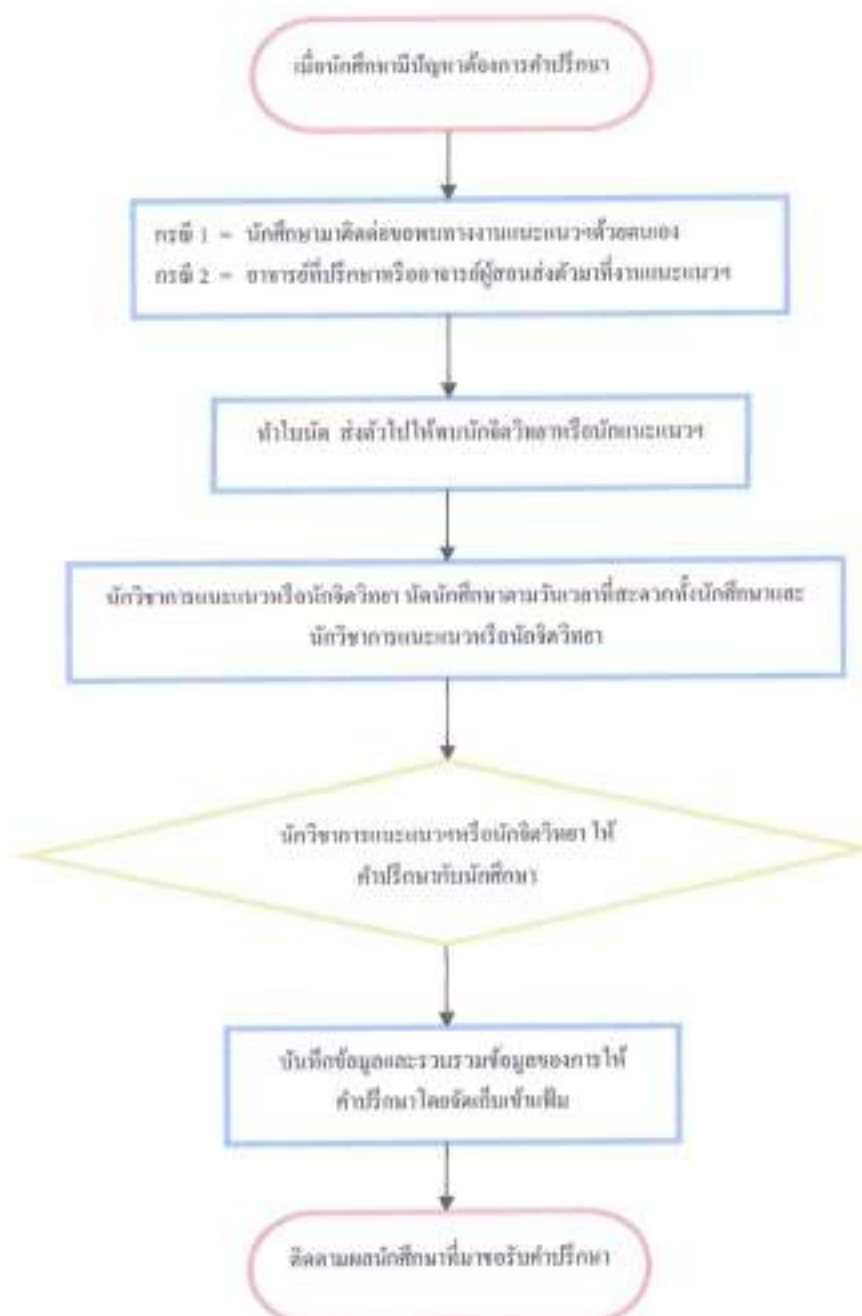 เมื่อนักศึกษามีปัญหาต้องการคำปรึกษา
กรณี 1 = นักศึกษามาติดต่อขอพบทางงานแนะแนวฯด้วยตนเอง
กรณี 2 = อาจารย์ที่ปรึกษาหรืออาจารย์ผู้สอนส่งตัวมาที่งานแนะแนวฯ
ทำใบนัด ส่งตัวไปให้พบนักจิตวิทยาหรือนักแนะแนวฯ
นักวิชาการแนะแนวหรือนักจิตวิทยา นัดนักศึกษาตามวันเวลาที่สะดวกทั้งนักศึกษาและ
นักวิชาการแนะแนวหรือนักจิตวิทยา
นักวิชาการแนะแนวฯหรือนักจิตวิทยา ให้
คำปรึกษากับนักศึกษา
บันทึกข้อมูลและรวบรวมข้อมูลของการให้
คำปรึกษาโดยจัดเก็บเข้าแฟ้ม
ติดตามผลนักศึกษาที่มาขอรับคำปรึกษา